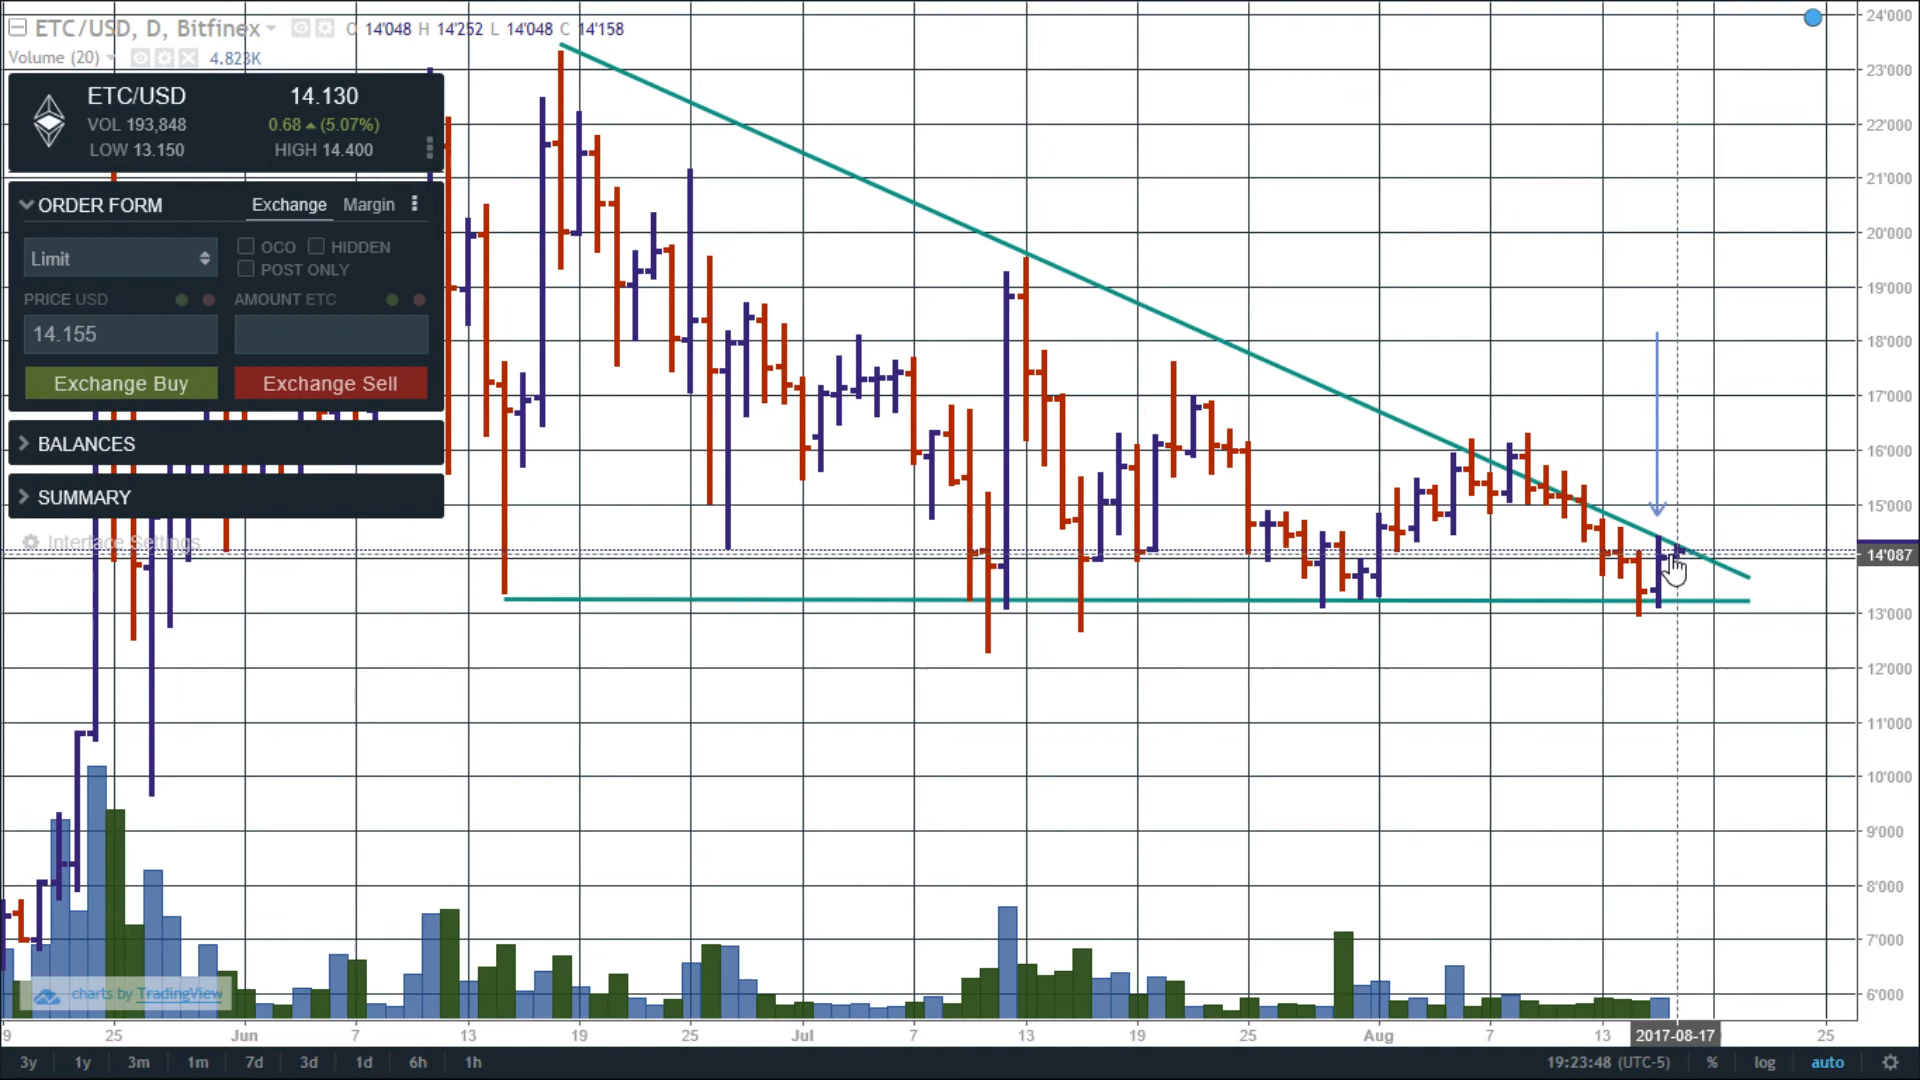 ETC/USD, D, Bitfinex O 14'048 H 14'252 L 14'048 C 14'158
Volume (20) 4.823K
ETC/USD 14.130
VOL 193,848 0.68 (5.07%)
LOW 13.150 HIGH 14.400
ORDER FORM Exchange Margin
Limit OCO HIDDEN
POST ONLY
PRICE USD AMOUNT ETC
14.155
Exchange Buy Exchange Sell
BALANCES
SUMMARY
Interface Settings
24'000
23'000
22'000
21'000
20'000
19'000
18'000
17'000
16'000
15'000
14'087
13'000
12'000
11'000
10'000
9'000
8'000
7'000
6'000
charts by TradingView
9 25 Jun 7 13 19 25 Jul 7 13 19 25 Aug 7 13 2017-08-17 25
3y 1y 3m 1m 7d 3d 1d 6h 1h 19:23:48 (UTC-5) % log auto